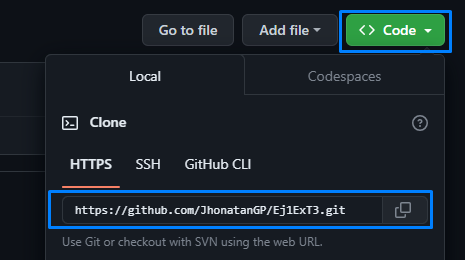 Go to file Add file <> Code
Local Codespaces
Clone
HTTPS SSH GitHub CLI
https://github.com/JhonatanGP/Ej1ExT3.git
Use Git or checkout with SVN using the web URL.